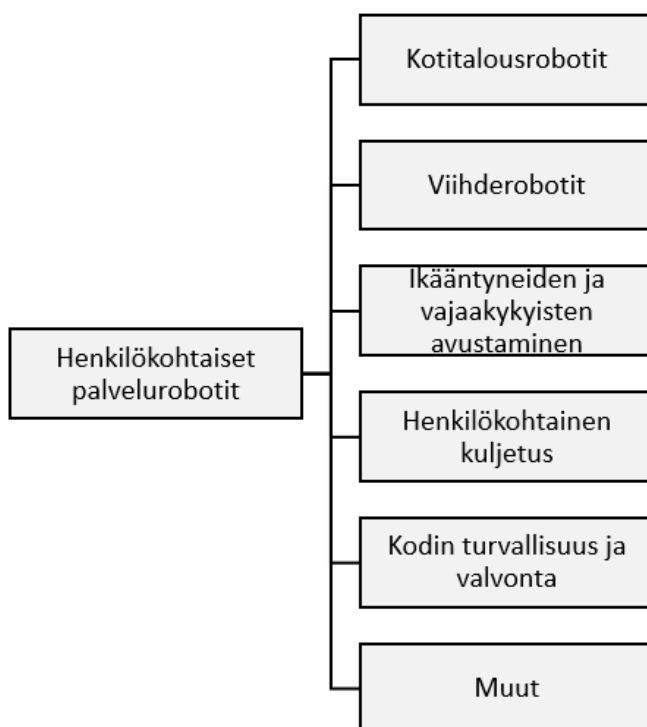 Kotitalousrobotit
Viihderobotit
Ikääntyneiden ja
vajaakykyisten
avustaminen
Henkilökohtaiset
palvelurobotit
Henkilökohtainen
kuljetus
Kodin turvallisuus ja
valvonta
Muut